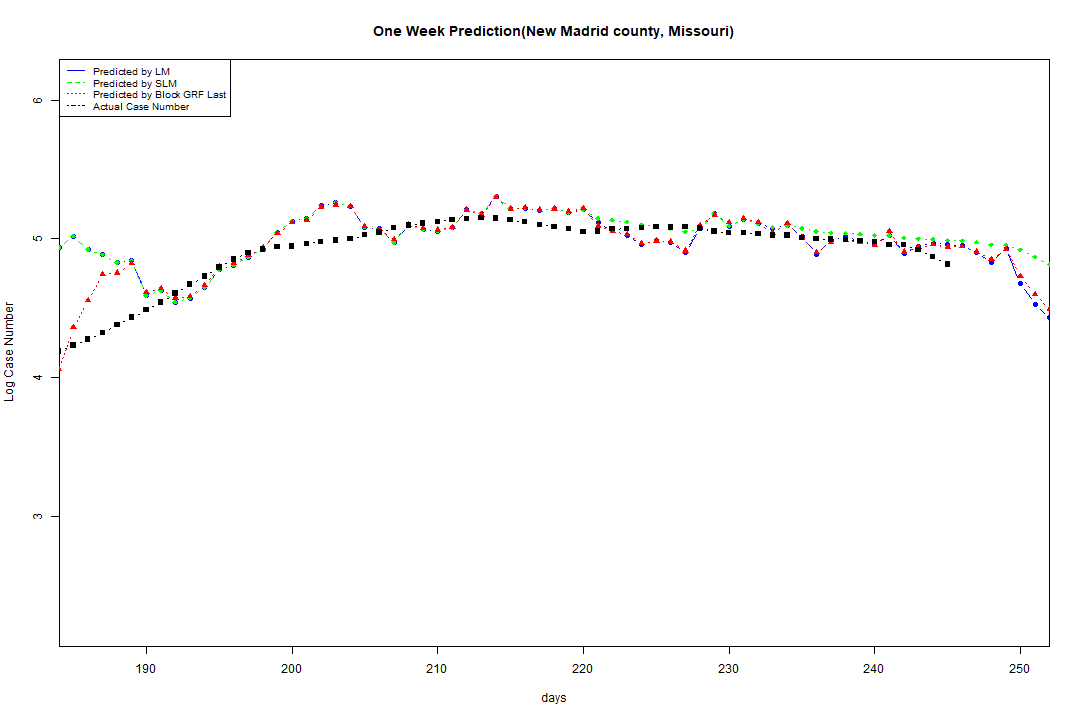 One Week Prediction(New Madrid county, Missouri)
Predicted by LM
Predicted by SLM
Predicted by Block GRF Last
Actual Case Number
6
5
4
3
Log Case Number
190 200 210 220 230 240 250
days